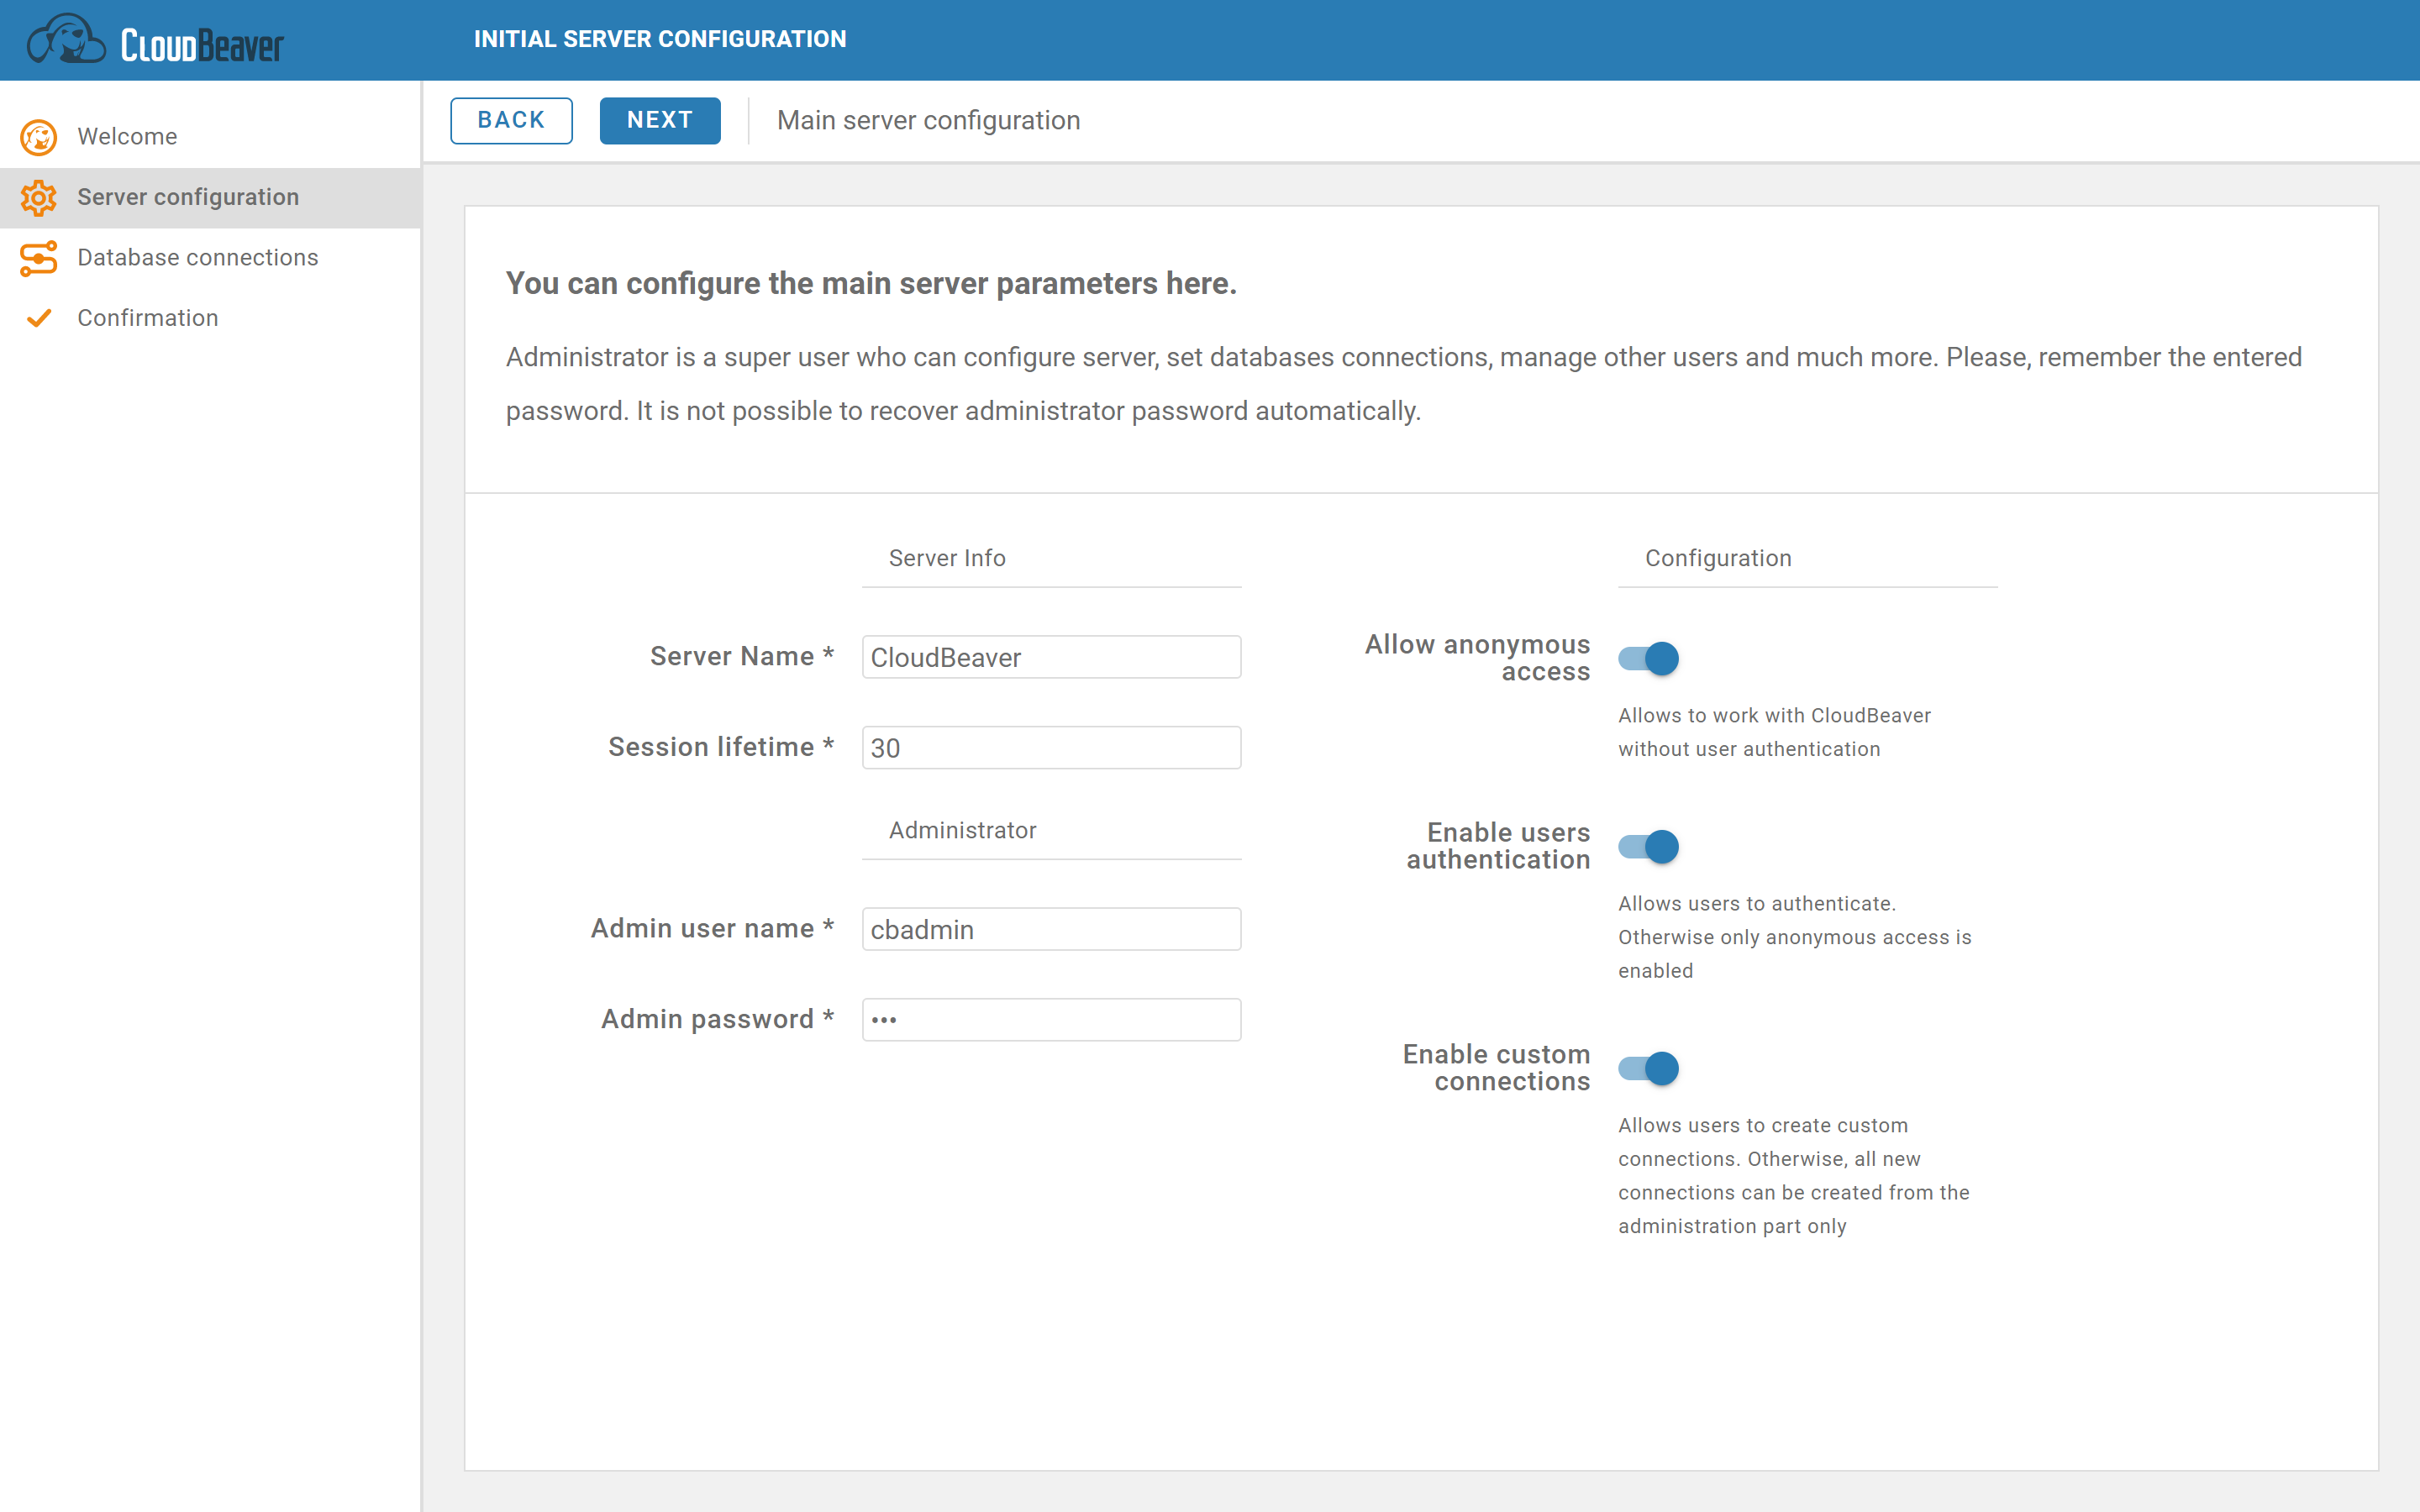 CLOUDBeaver
INITIAL SERVER CONFIGURATION
BACK
NEXT
Main server configuration
Welcome
Server configuration
Database connections
Confirmation
You can configure the main server parameters here.
Administrator is a super user who can configure server, set databases connections, manage other users and much more. Please, remember the entered
password. It is not possible to recover administrator password automatically.
Server Info
Server Name *
CloudBeaver
Session lifetime *
30
Administrator
Admin user name *
cbadmin
Admin password *
•••
Configuration
Allow anonymous
access
Allows to work with CloudBeaver
without user authentication
Enable users
authentication
Allows users to authenticate.
Otherwise only anonymous access is
enabled
Enable custom
connections
Allows users to create custom
connections. Otherwise, all new
connections can be created from the
administration part only